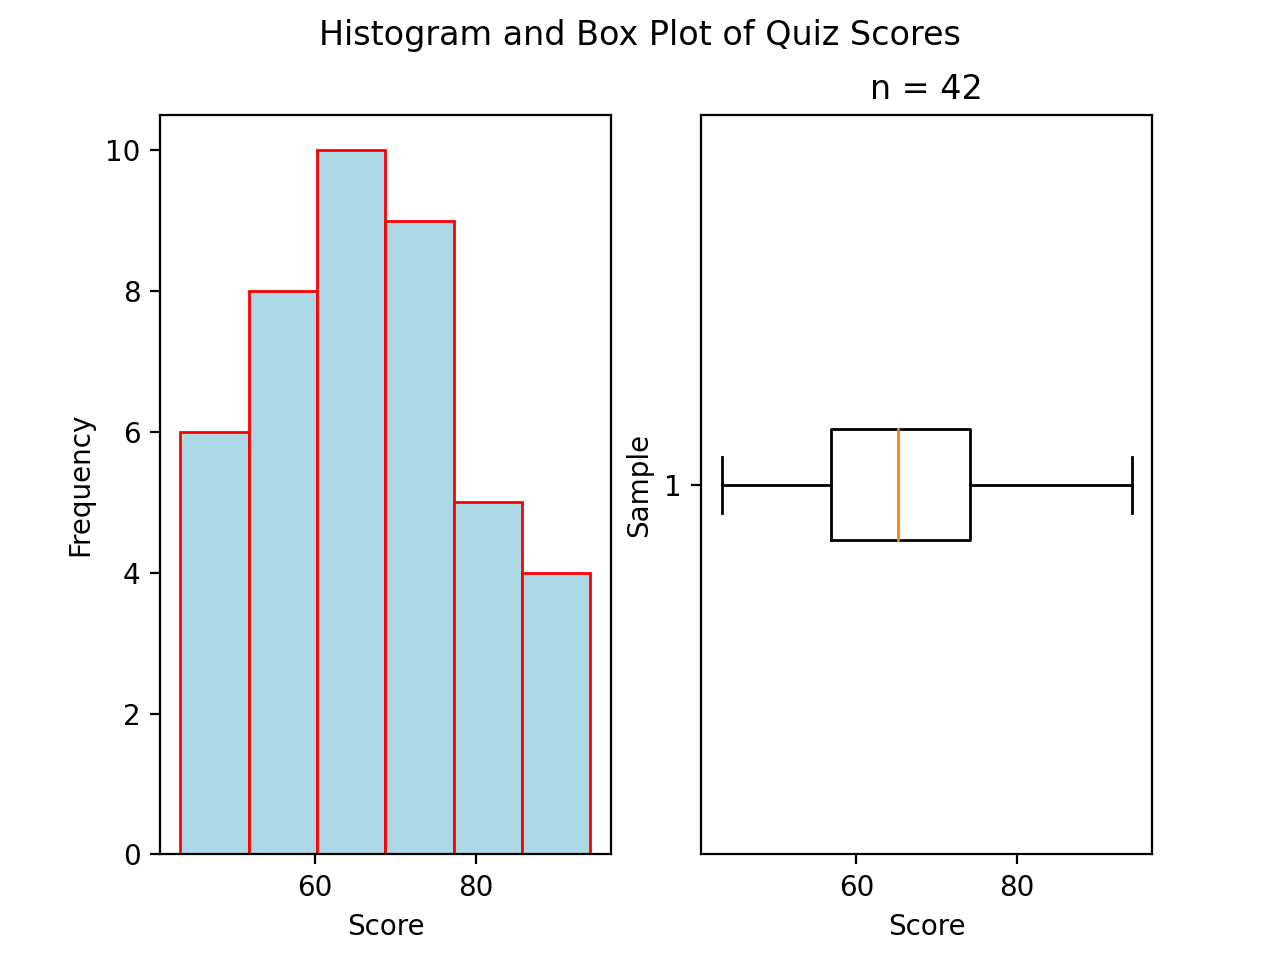 Histogram and Box Plot of Quiz Scores
10
8
6
4
2
0
Frequency
60 80
Score
n = 42
Sample
1
60 80
Score